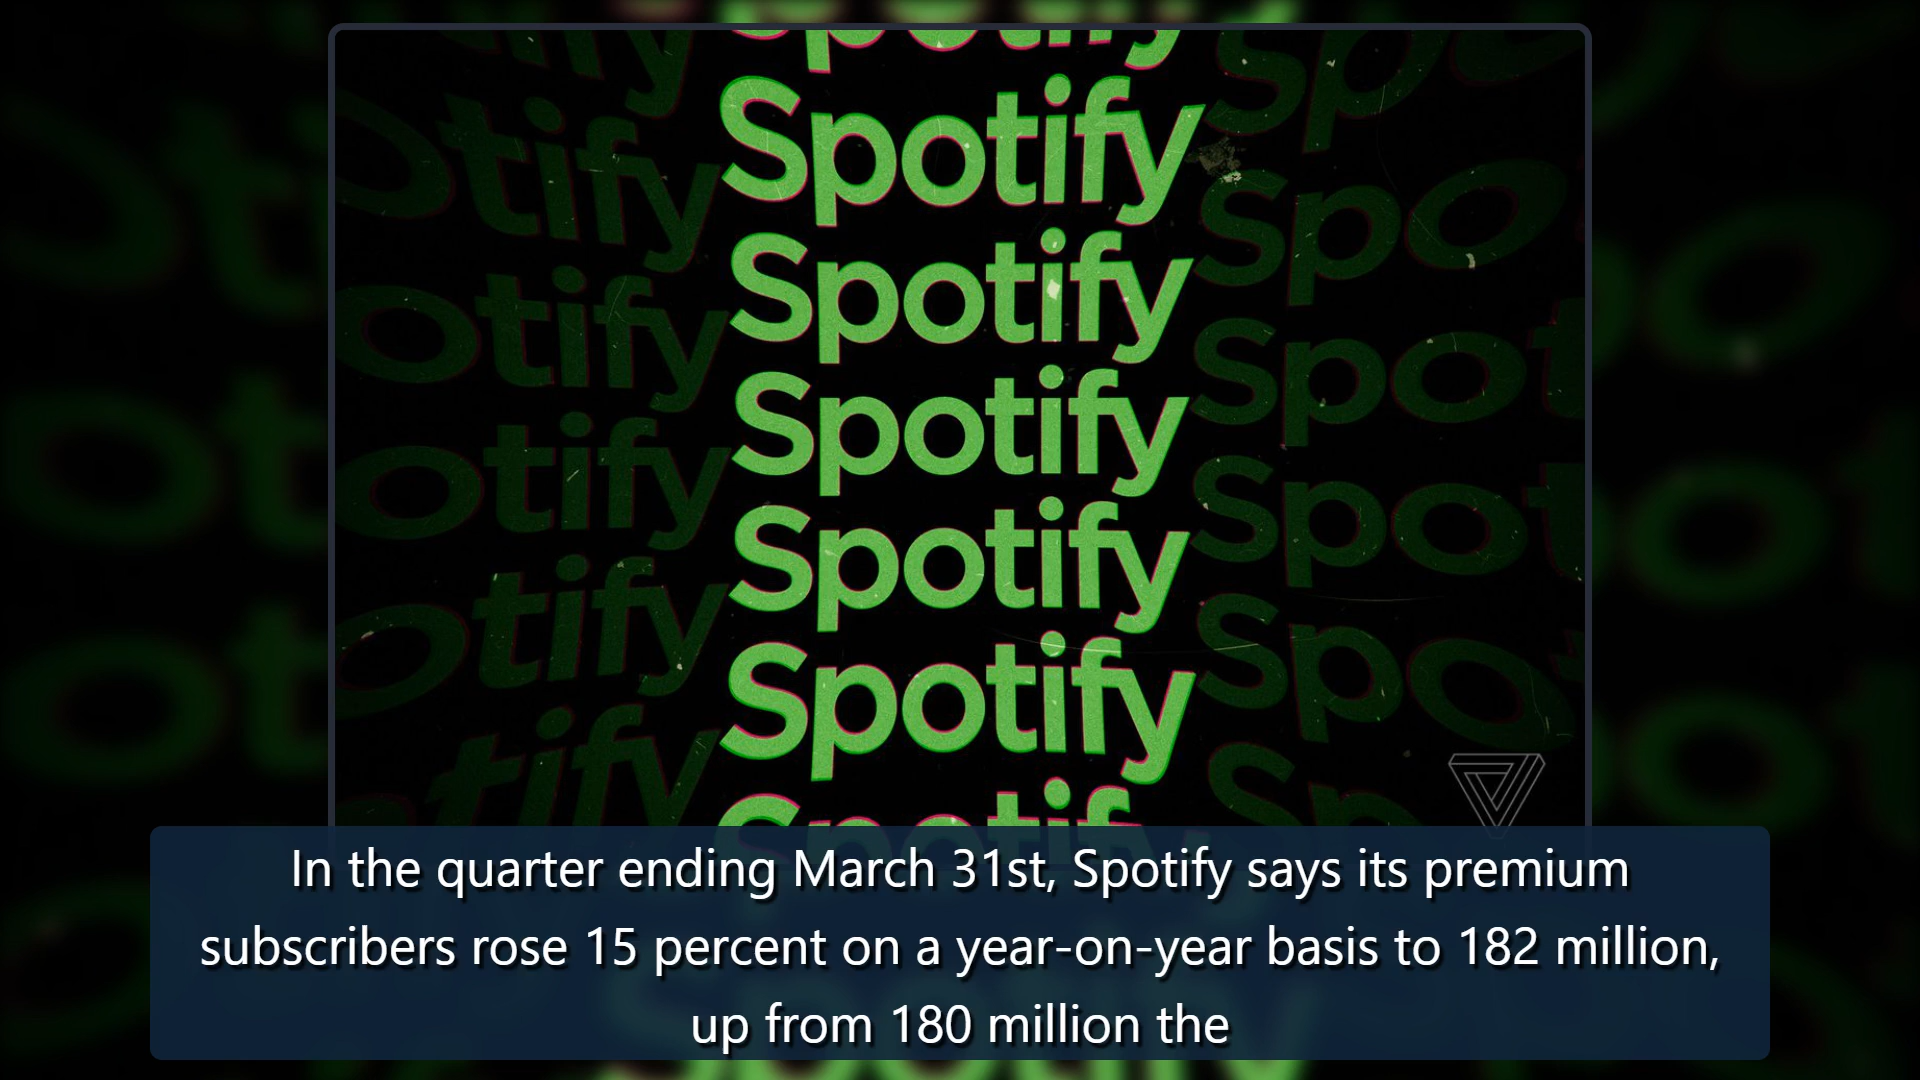 Spotify
Spotify
Spotify
Spotify
Spotify
In the quarter ending March 31st, Spotify says its premium
subscribers rose 15 percent on a year-on-year basis to 182 million,
up from 180 million the